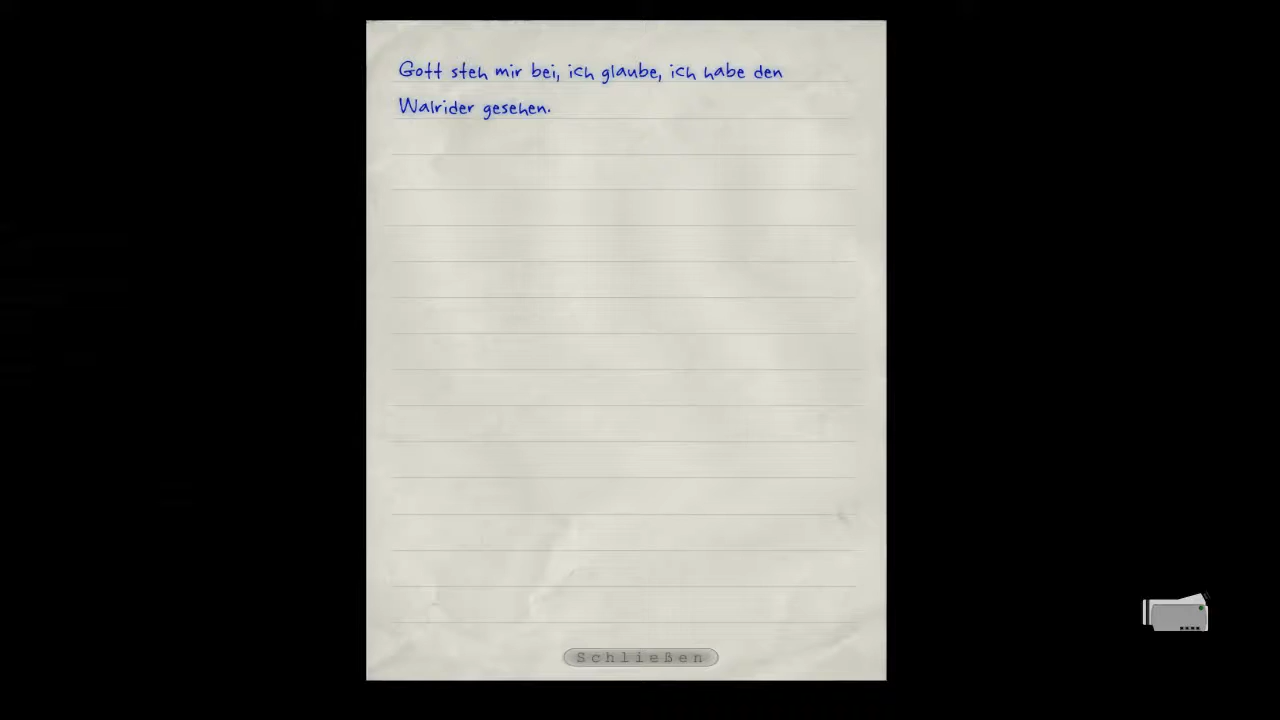 Gott steh mir bei, ich glaube, ich habe den
Walrider gesehen.
Schließen